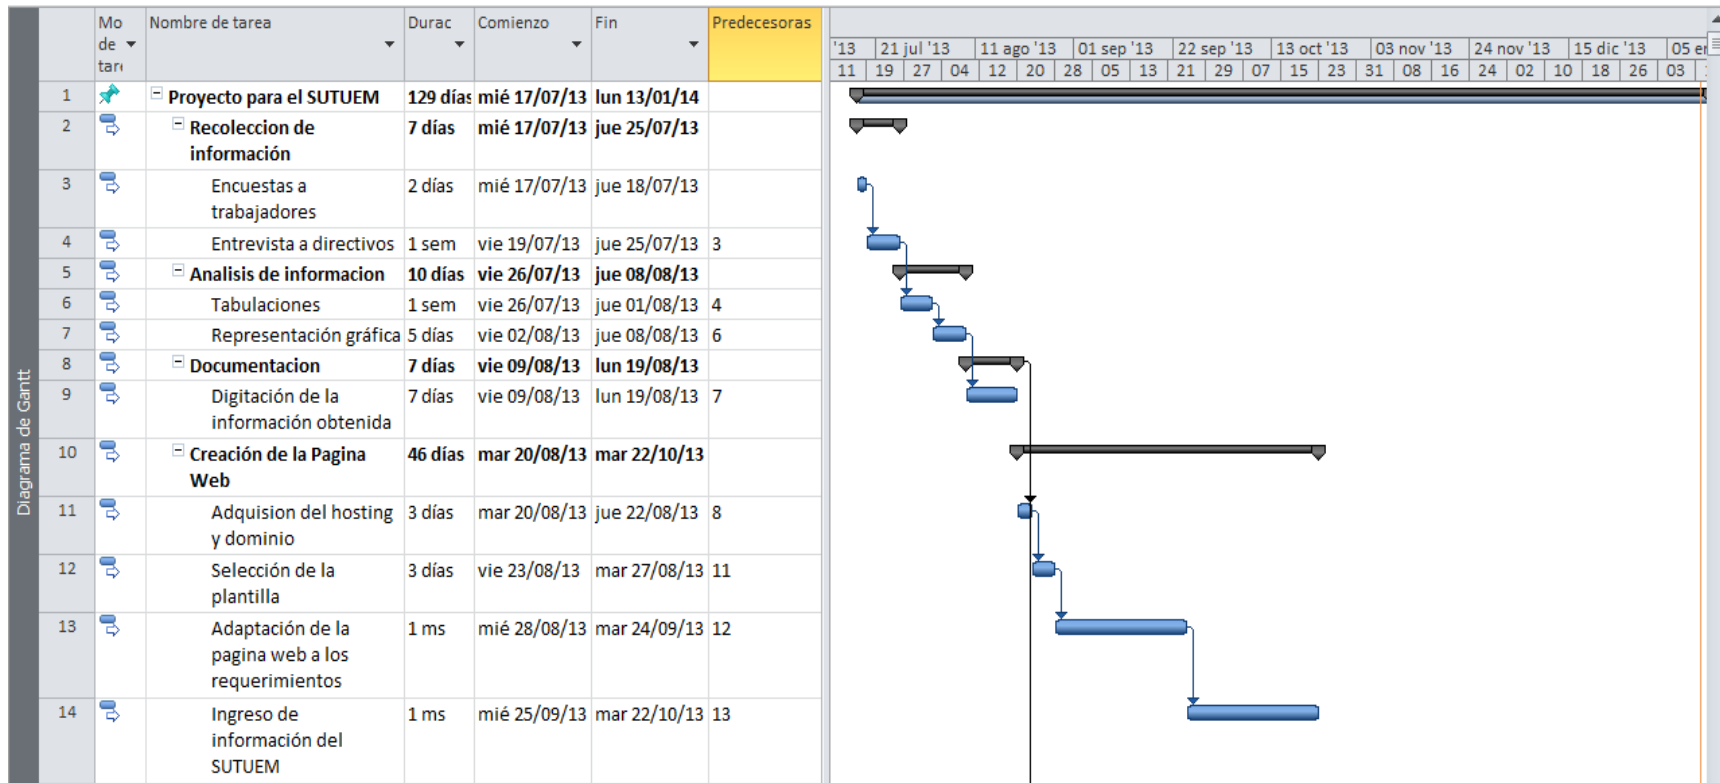 Mo
de
tare
Nombre de tarea
Durac
Comienzo
Fin
Predecesoras
'13 21 jul '13 11 ago '13 01 sep '13 22 sep '13 13 oct '13 03 nov '13 24 nov '13 15 dic '13 05
11 19 27 04 12 20 28 05 13 21 29 07 15 23 31 08 16 24 02 10 18 26 03
1 Proyecto para el SUTUEM 129 días mié 17/07/13 lun 13/01/14
2 Recoleccion de 7 días mié 17/07/13 jue 25/07/13
información
3 Encuestas a 2 días mié 17/07/13 jue 18/07/13
trabajadores
4 Entrevista a directivos 1 sem vie 19/07/13 jue 25/07/13 3
5 Analisis de informacion 10 días vie 26/07/13 jue 08/08/13
6 Tabulaciones 1 sem vie 26/07/13 jue 01/08/13 4
7 Representación gráfica 5 días vie 02/08/13 jue 08/08/13 6
8 Documentacion 7 días vie 09/08/13 lun 19/08/13
9 Digitación de la 7 días vie 09/08/13 lun 19/08/13 7
información obtenida
10 Creación de la Pagina 46 días mar 20/08/13 mar 22/10/13
Web
11 Adquision del hosting 3 días mar 20/08/13 jue 22/08/13 8
y dominio
12 Selección de la 3 días vie 23/08/13 mar 27/08/13 11
plantilla
13 Adaptación de la 1 ms mié 28/08/13 mar 24/09/13 12
pagina web a los
requerimientos
14 Ingreso de 1 ms mié 25/09/13 mar 22/10/13 13
información del
SUTUEM
Diagrama de Gantt